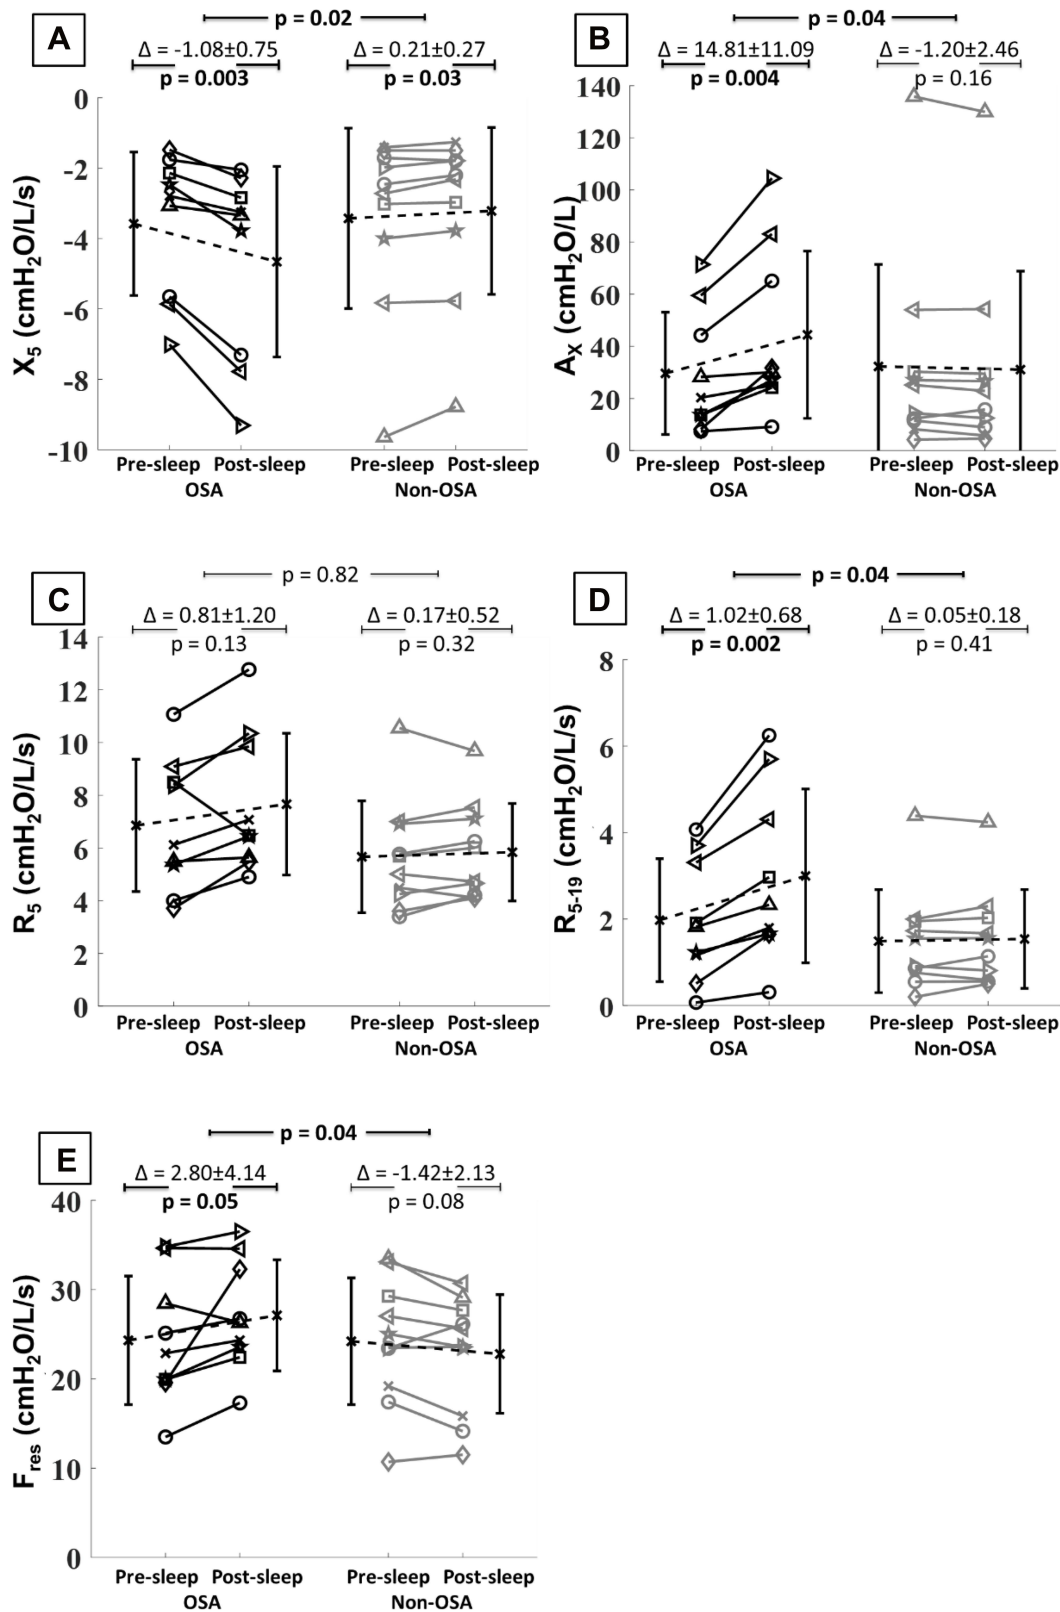 A
p = 0.02
Δ = -1.08±0.75
p = 0.003
Δ = 0.21±0.27
p = 0.03
X5 (cmH2O/L/s)
0
-2
-4
-6
-8
-10
Pre-sleep Post-sleep
OSA
Pre-sleep Post-sleep
Non-OSA
B
p = 0.04
Δ = 14.81±11.09
p = 0.004
Δ = -1.20±2.46
p = 0.16
AX (cmH2O/L)
140
120
100
80
60
40
20
0
Pre-sleep Post-sleep
OSA
Pre-sleep Post-sleep
Non-OSA
C
p = 0.82
Δ = 0.81±1.20
p = 0.13
Δ = 0.17±0.52
p = 0.32
R5 (cmH2O/L/s)
14
12
10
8
6
4
2
0
Pre-sleep Post-sleep
OSA
Pre-sleep Post-sleep
Non-OSA
D
p = 0.04
Δ = 1.02±0.68
p = 0.002
Δ = 0.05±0.18
p = 0.41
R5-19 (cmH2O/L/s)
8
6
4
2
0
Pre-sleep Post-sleep
OSA
Pre-sleep Post-sleep
Non-OSA
E
p = 0.04
Δ = 2.80±4.14
p = 0.05
Δ = -1.42±2.13
p = 0.08
Fres (cmH2O/L/s)
40
30
20
10
0
Pre-sleep Post-sleep
OSA
Pre-sleep Post-sleep
Non-OSA